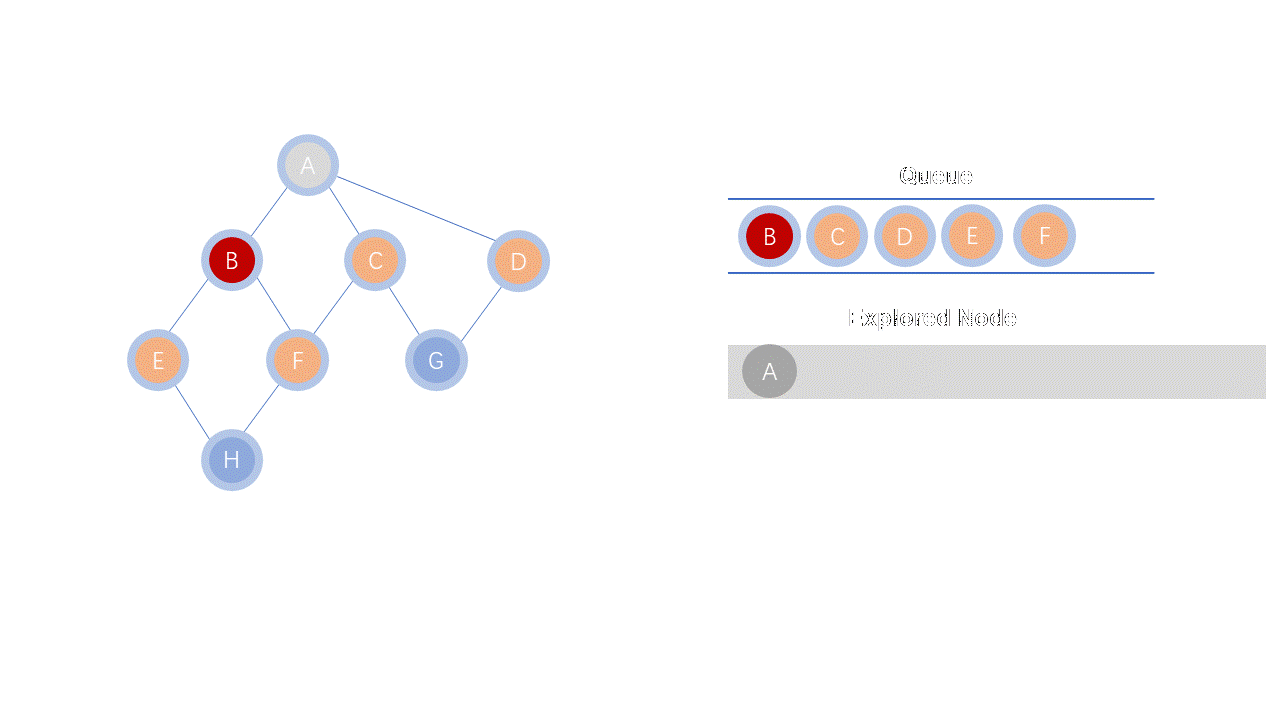 A
B C D
E F G
H
Queue
B C D E F
Explored Node
A